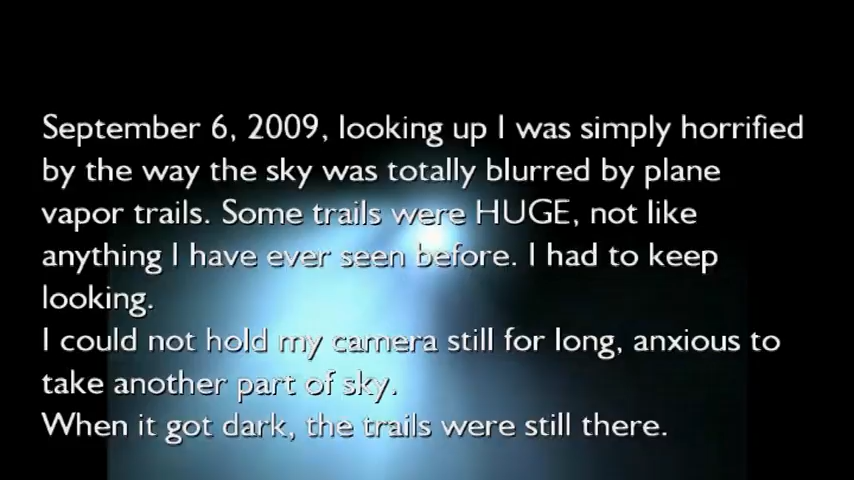 September 6, 2009, looking up I was simply horrified
by the way the sky was totally blurred by plane
vapor trails. Some trails were HUGE, not like
anything I have ever seen before. I had to keep
looking.
I could not hold my camera still for long, anxious to
take another part of sky.
When it got dark, the trails were still there.